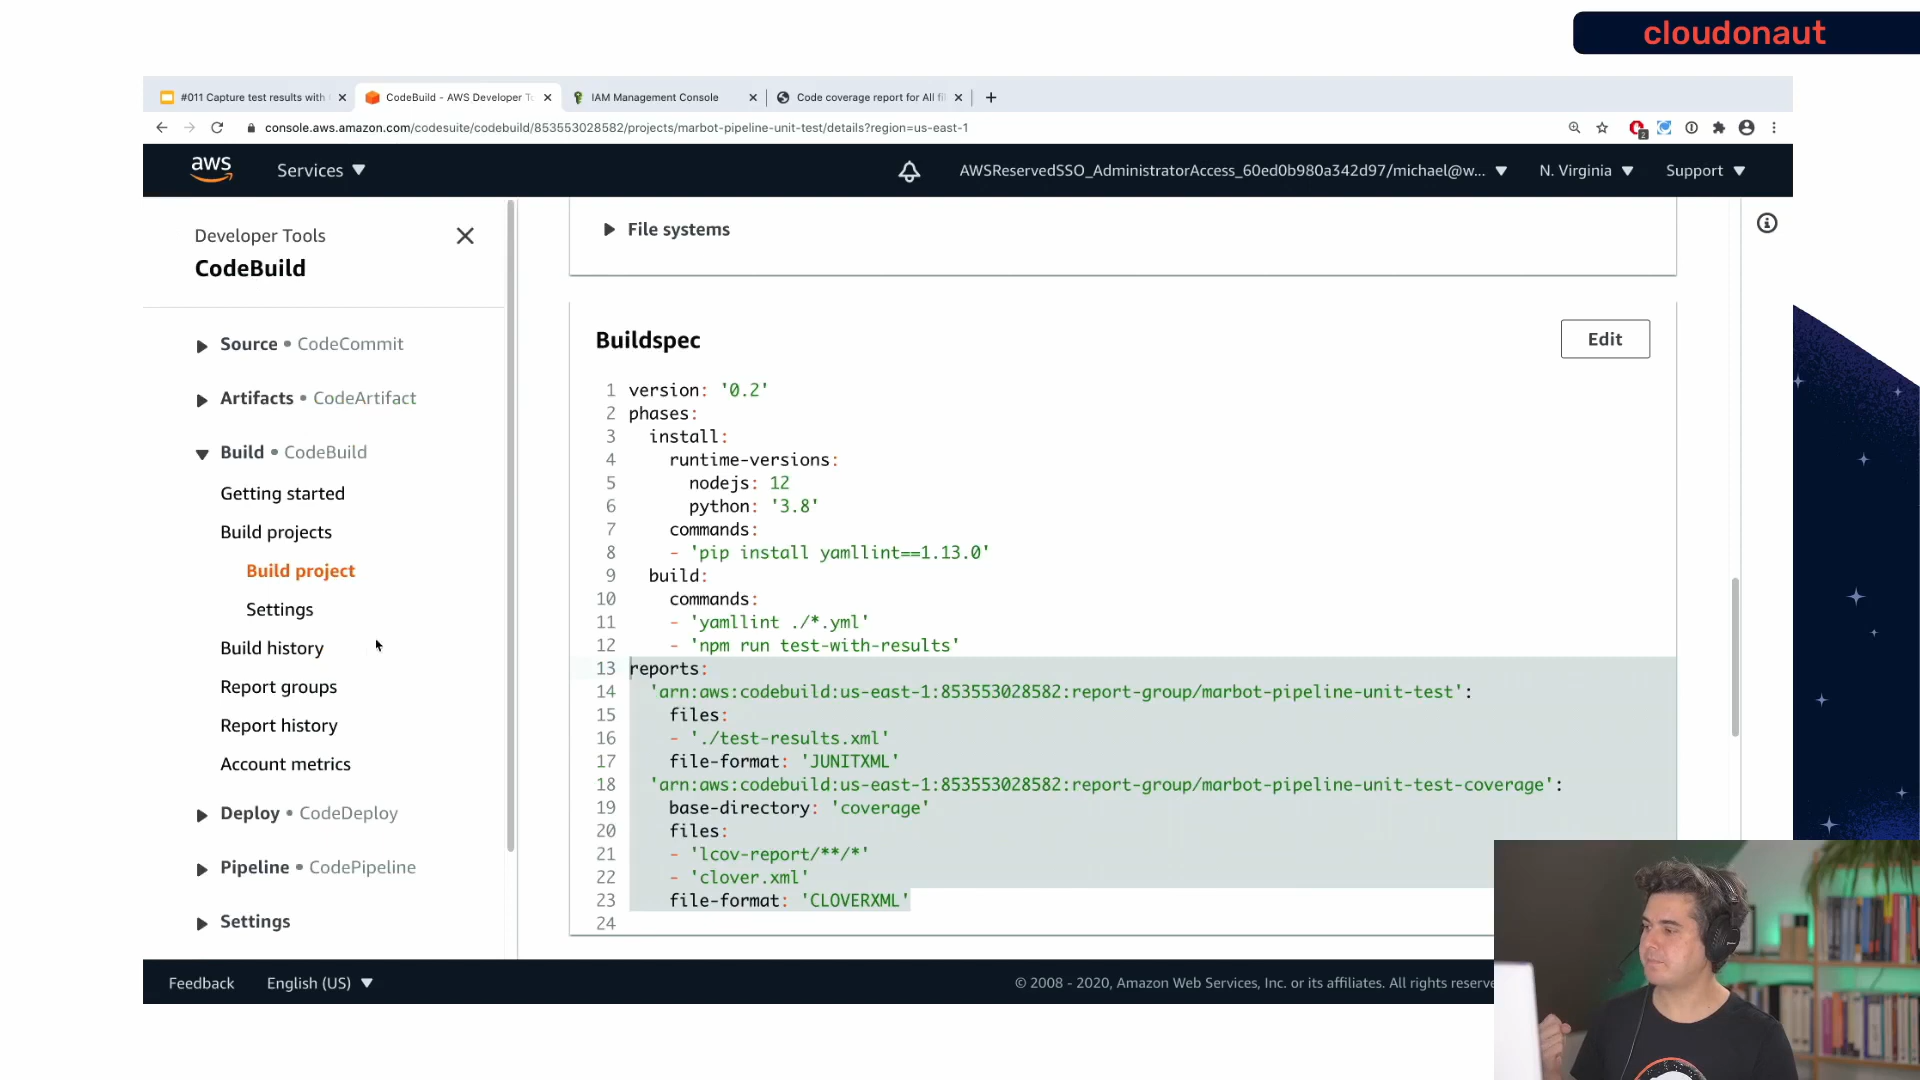 cloudonaut
#011 Capture test results with
CodeBuild - AWS Developer To
IAM Management Console
Code coverage report for All fi
console.aws.amazon.com/codesuite/codebuild/853553028582/projects/marbot-pipeline-unit-test/details?region=us-east-1
2
aws
Services
AWSReservedSSO_AdministratorAccess_60ed0b980a342d97/michael@w...
N. Virginia
Support
Developer Tools
CodeBuild
Source • CodeCommit
Artifacts • CodeArtifact
Build • CodeBuild
Getting started
Build projects
Build project
Settings
Build history
Report groups
Report history
Account metrics
Deploy • CodeDeploy
Pipeline • CodePipeline
Settings
File systems
Buildspec
Edit
1 version: '0.2'
2 phases:
3 install:
4 runtime-versions:
5 nodejs: 12
6 python: '3.8'
7 commands:
8 - 'pip install yamllint==1.13.0'
9 build:
10 commands:
11 - 'yamllint ./*.yml'
12 - 'npm run test-with-results'
13 reports:
14 'arn:aws:codebuild:us-east-1:853553028582:report-group/marbot-pipeline-unit-test':
15 files:
16 - './test-results.xml'
17 file-format: 'JUNITXML'
18 'arn:aws:codebuild:us-east-1:853553028582:report-group/marbot-pipeline-unit-test-coverage':
19 base-directory: 'coverage'
20 files:
21 - 'lcov-report/**/*'
22 - 'clover.xml'
23 file-format: 'CLOVERXML'
24
Feedback
English (US)
© 2008 - 2020, Amazon Web Services, Inc. or its affiliates. All rights reserve